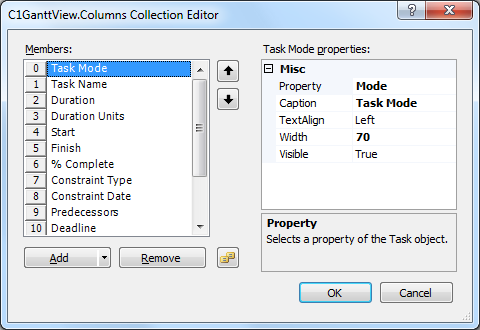 C1GanttView.Columns Collection Editor
Members:
0 Task Mode
1 Task Name
2 Duration
3 Duration Units
4 Start
5 Finish
6 % Complete
7 Constraint Type
8 Constraint Date
9 Predecessors
10 Deadline
Add
Remove
Task Mode properties:
Misc
Property Mode
Caption Task Mode
TextAlign Left
Width 70
Visible True
Property
Selects a property of the Task object.
OK
Cancel